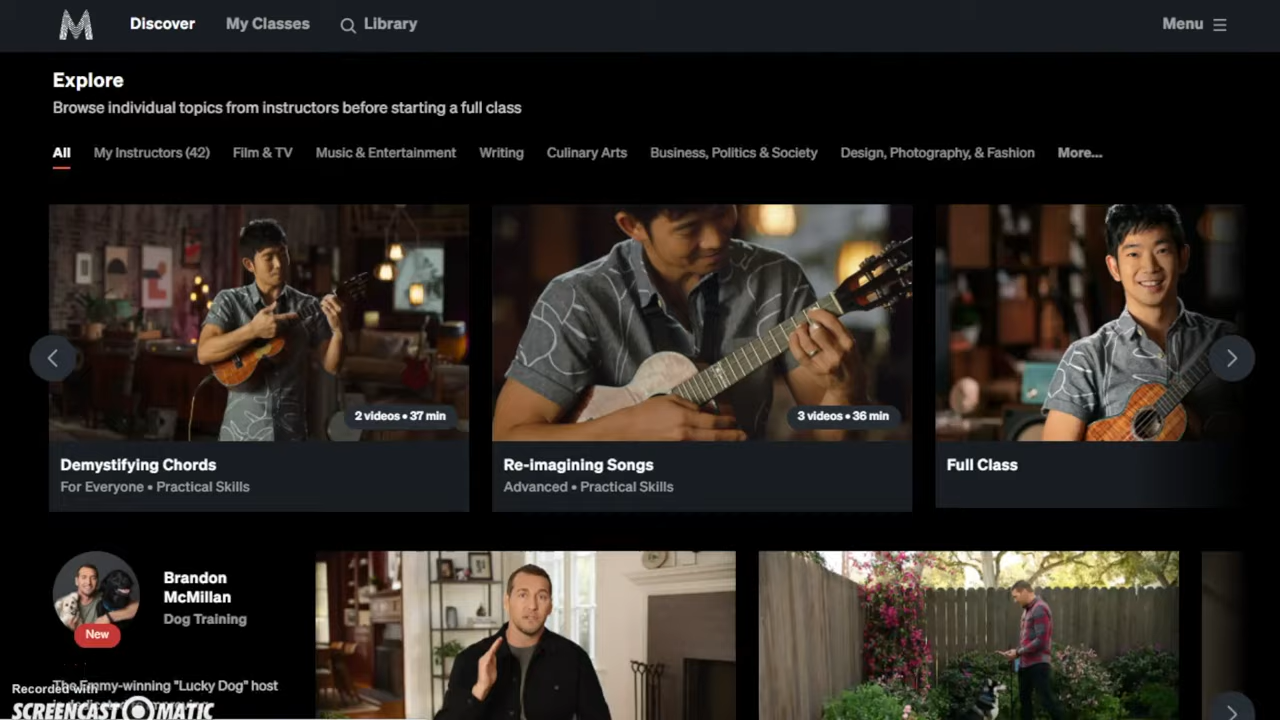 M
Discover
My Classes
Library
Menu
Explore
Browse individual topics from instructors before starting a full class
All
My Instructors (42)
Film & TV
Music & Entertainment
Writing
Culinary Arts
Business, Politics & Society
Design, Photography, & Fashion
More...
2 videos • 37 min
3 videos • 36 min
Demystifying Chords
For Everyone • Practical Skills
Re-imagining Songs
Advanced • Practical Skills
Full Class
Brandon
McMillan
Dog Training
New
The Emmy-winning "Lucky Dog" host
Recorded with
SCREENCAST-O-MATIC